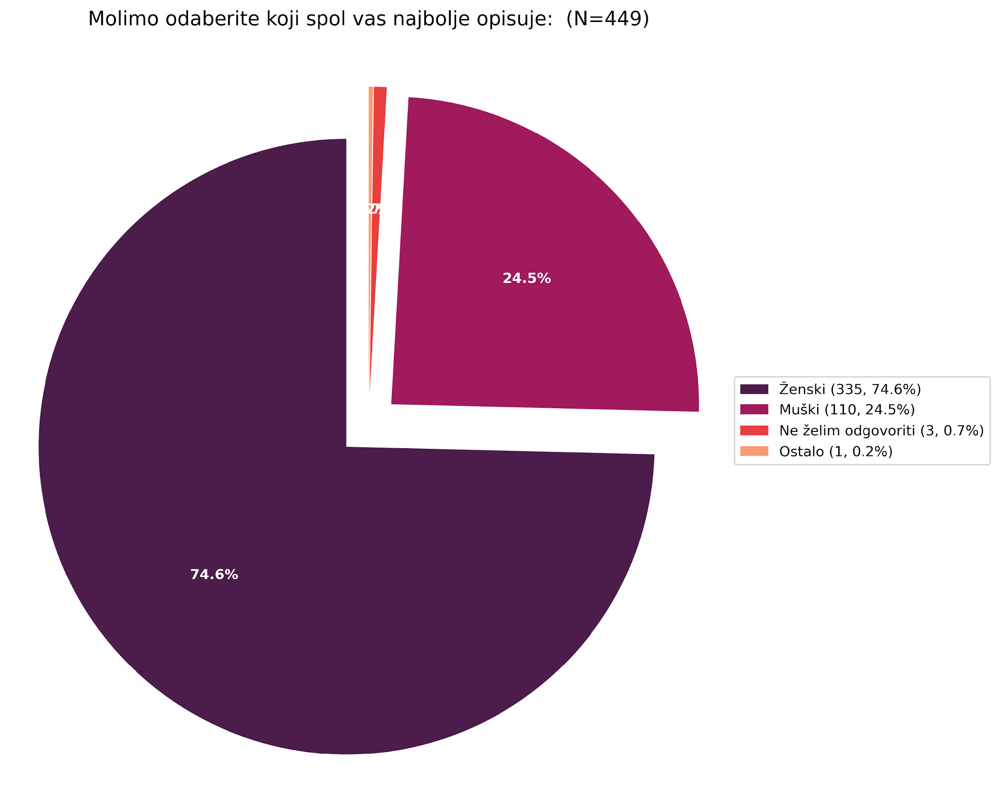 Molimo odaberite koji spol vas najbolje opisuje: (N=449)
24.5%
74.6%
Ženski (335, 74.6%)
Muški (110, 24.5%)
Ne želim odgovoriti (3, 0.7%)
Ostalo (1, 0.2%)